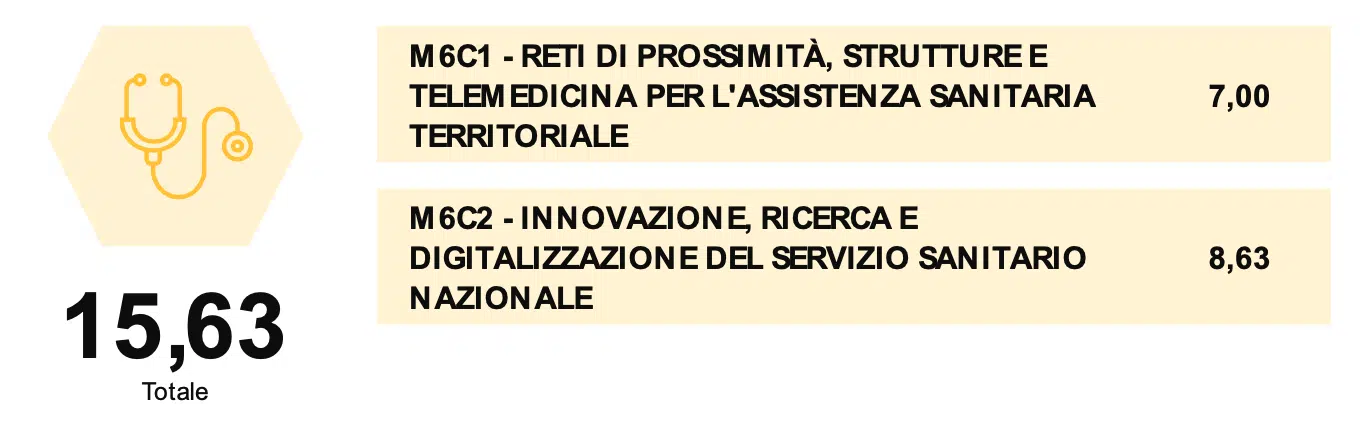 M6C1 - RETI DI PROSSIMITÀ, STRUTTURE E
TELEMEDICINA PER L'ASSISTENZA SANITARIA
TERRITORIALE
7,00
M6C2 - INNOVAZIONE, RICERCA E
DIGITALIZZAZIONE DEL SERVIZIO SANITARIO
NAZIONALE
8,63
15,63
Totale